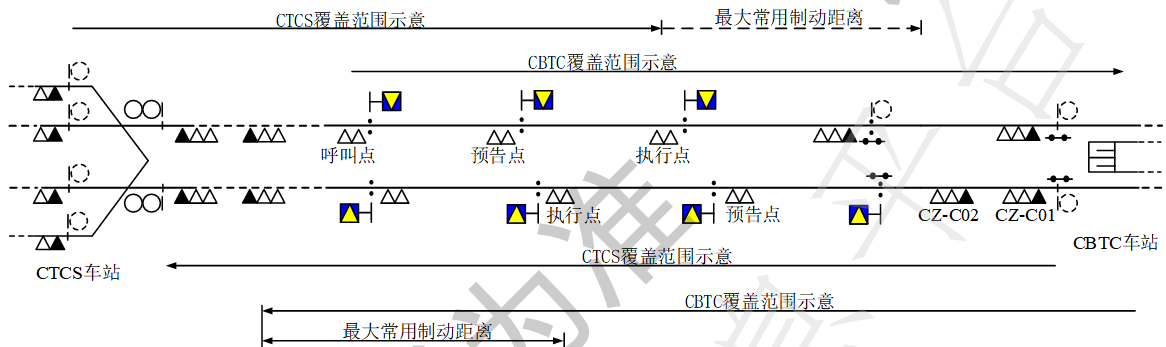 CTCS覆盖范围示意
最大常用制动距离
CBTC覆盖范围示意
呼叫点
预告点
执行点
执行点
预告点
CZ-C02
CZ-C01
CTCS车站
CBTC车站
CTCS覆盖范围示意
CBTC覆盖范围示意
最大常用制动距离
为准